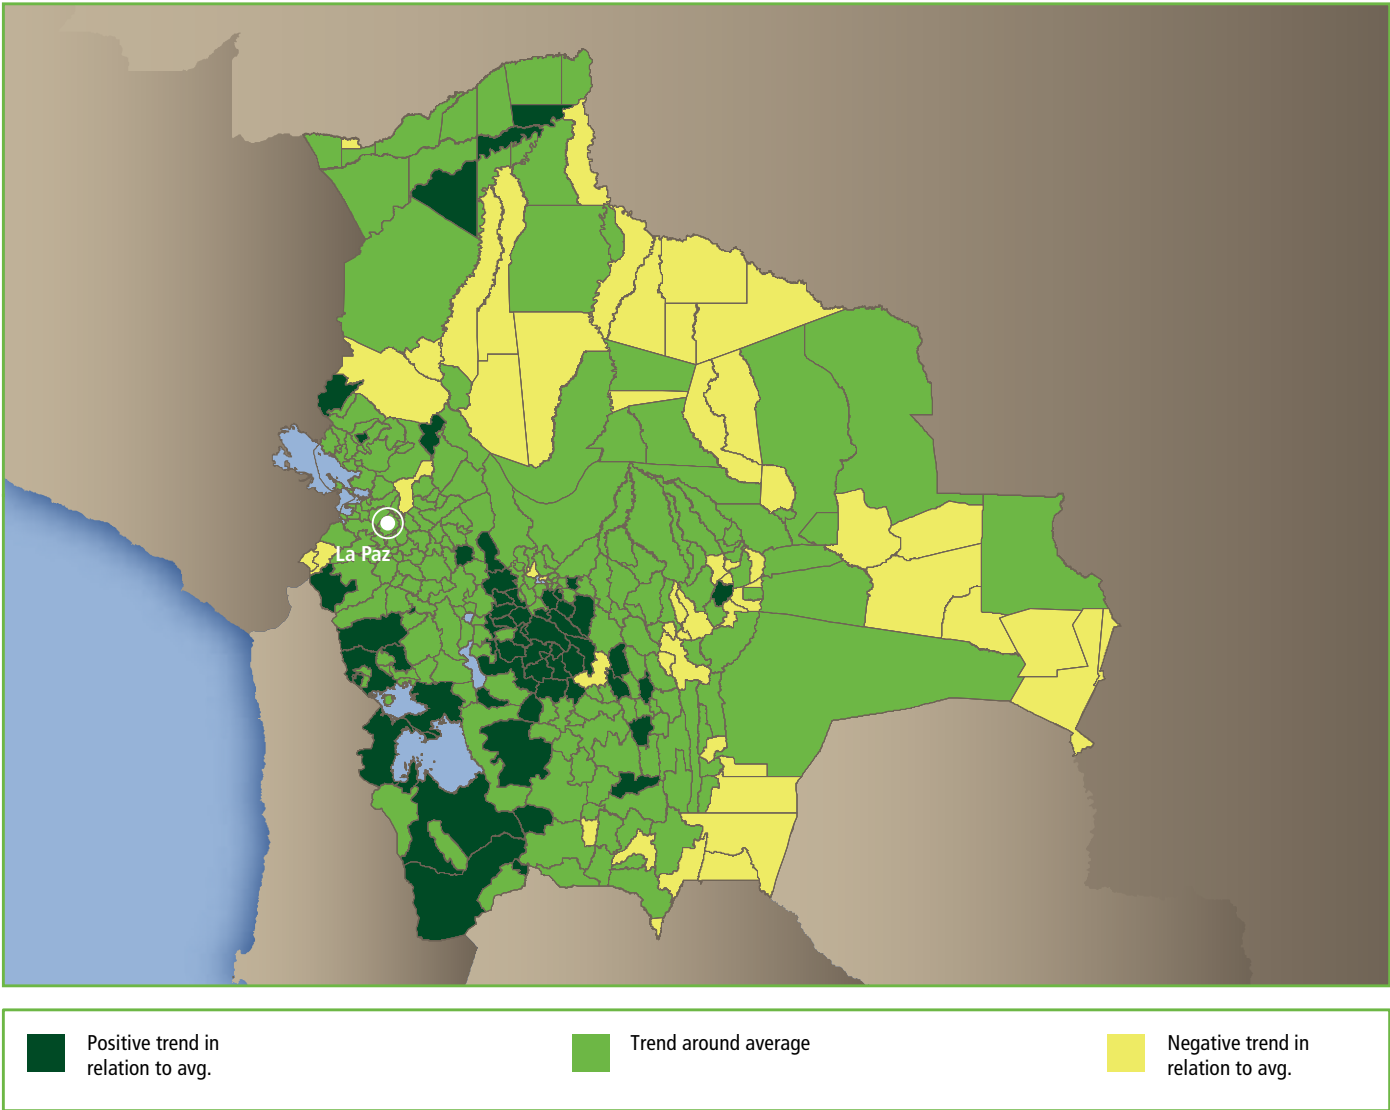 La Paz
Positive trend in
relation to avg.
Trend around average
Negative trend in
relation to avg.